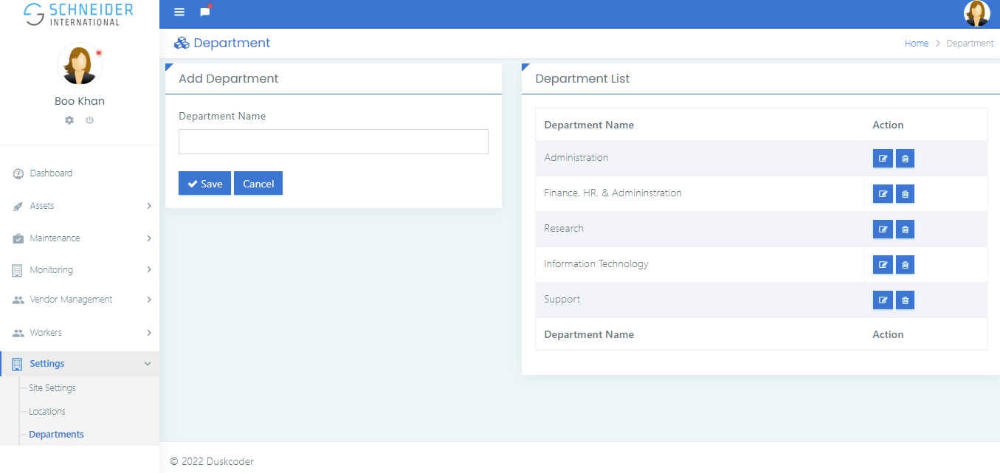 SCHNEIDER
INTERNATIONAL
Boo Khan
Dashboard
Assets
Maintenance
Monitoring
Vendor Management
Workers
Settings
Site Settings
Locations
Departments
Department
Home > Department
Add Department
Department Name
Save Cancel
Department List
Department Name Action
Administration
Finance, HR, & Admininstration
Research
Information Technology
Support
Department Name Action
© 2022 Duskcoder